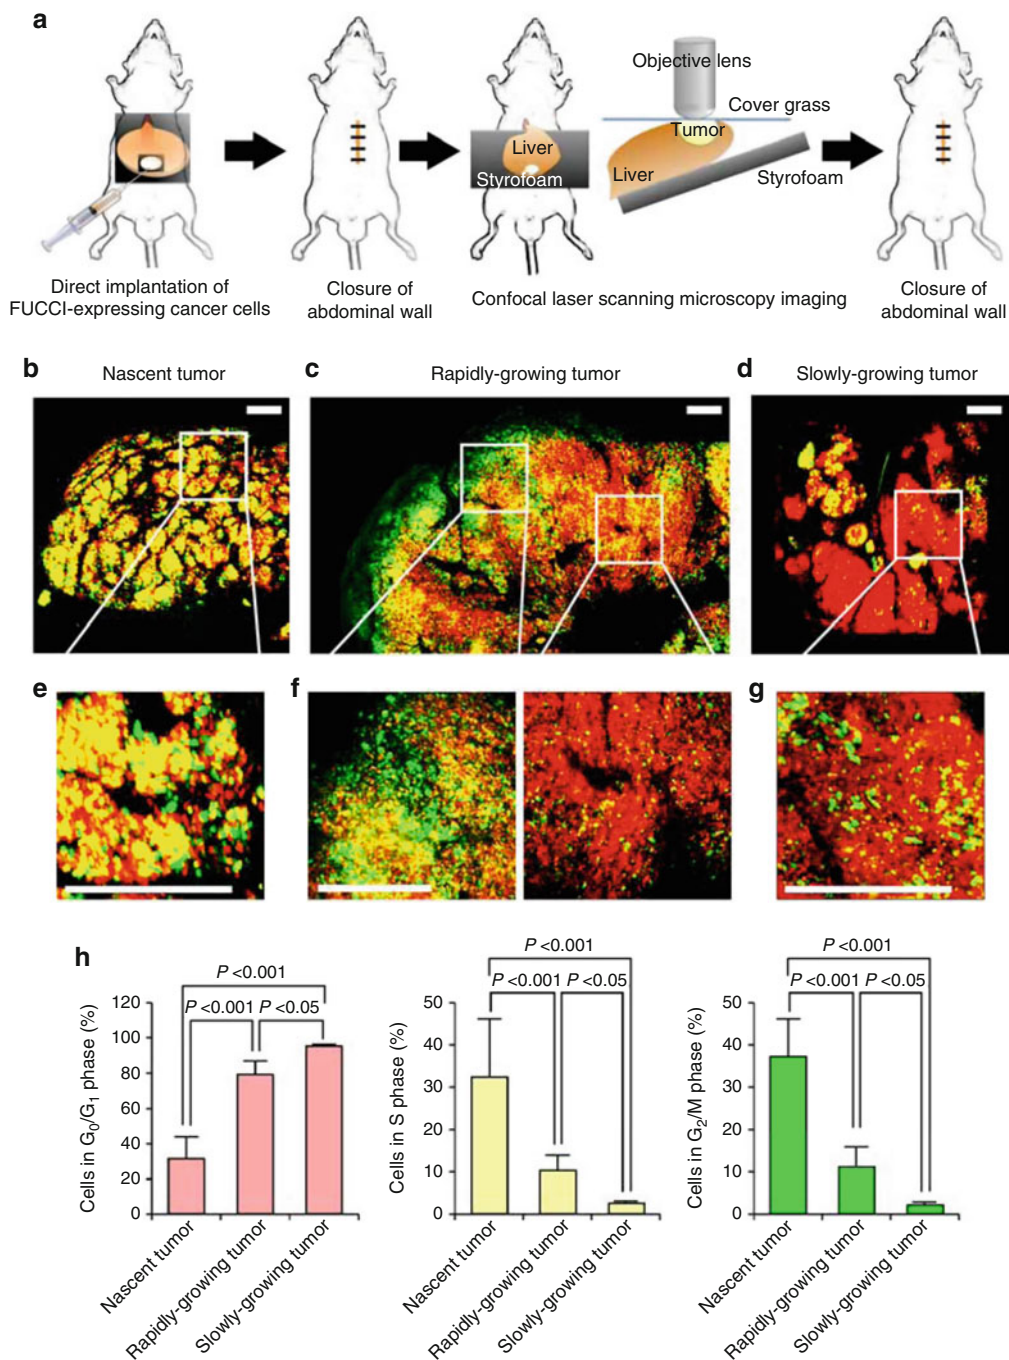 a
Objective lens
Cover grass
Tumor
Liver
Liver
Styrofoam
Styrofoam
Direct implantation of
FUCCI-expressing cancer cells
Closure of
abdominal wall
Confocal laser scanning microscopy imaging
Closure of
abdominal wall
b
Nascent tumor
c
Rapidly-growing tumor
d
Slowly-growing tumor
e
f
g
h
P <0.001
P <0.001
P <0.05
Cells in G0/G1 phase (%)
120
100
80
60
40
20
0
Nascent tumor
Rapidly-growing tumor
Slowly-growing tumor
P <0.001
P <0.001
P <0.05
Cells in S phase (%)
50
40
30
20
10
0
Nascent tumor
Rapidly-growing tumor
Slowly-growing tumor
P <0.001
P <0.001
P <0.05
Cells in G2/M phase (%)
50
40
30
20
10
0
Nascent tumor
Rapidly-growing tumor
Slowly-growing tumor